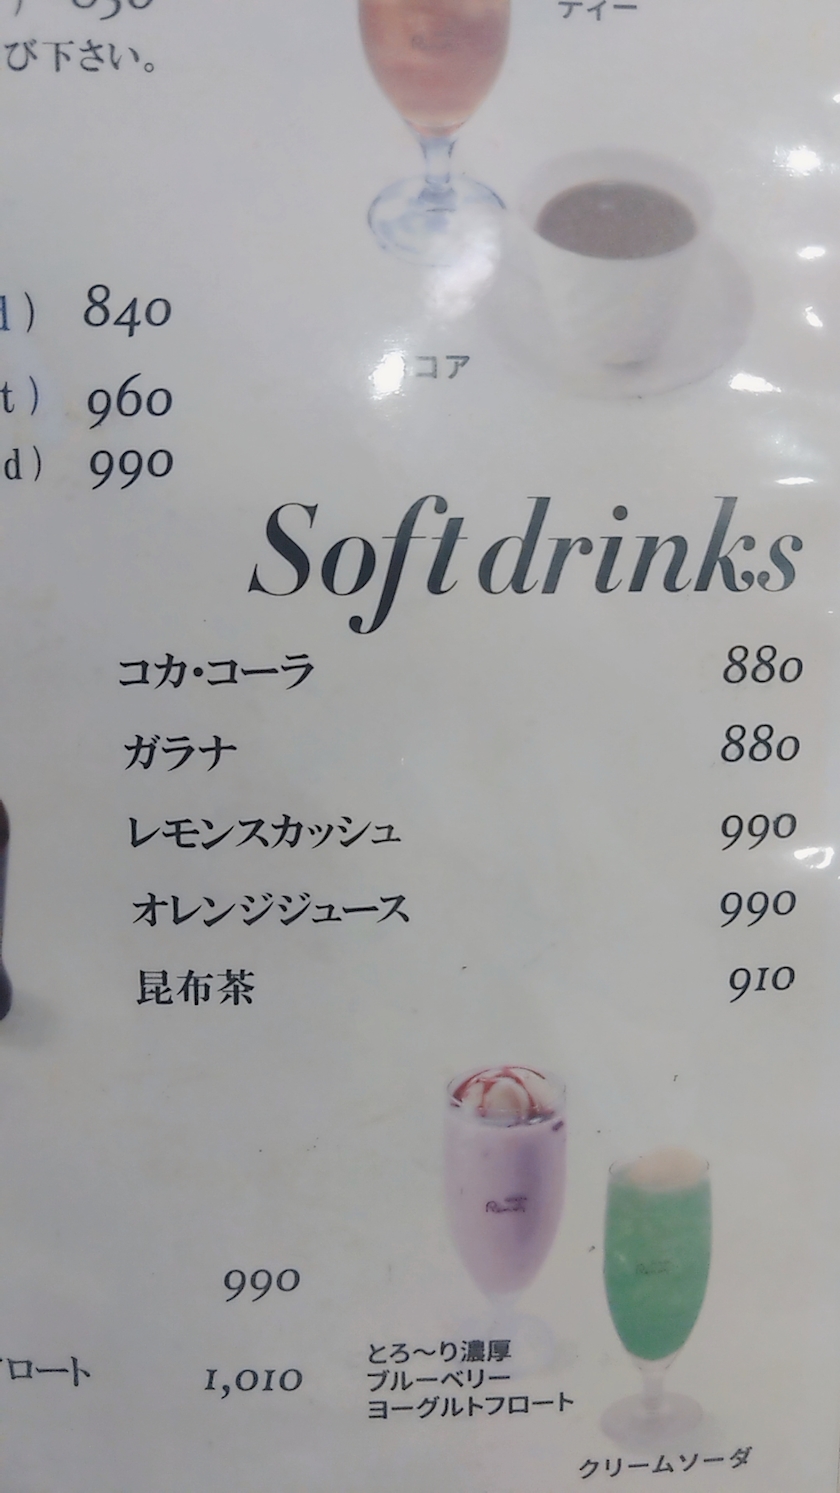 ティー
び下さい。
d) 840
コア
t) 960
d) 990
Soft drinks
コカ・コーラ 880
ガラナ 880
レモンスカッシュ 990
オレンジジュース 990
昆布茶 910
990
ロート 1,010
とろ〜り濃厚
ブルーベリー
ヨーグルトフロート
クリームソーダ